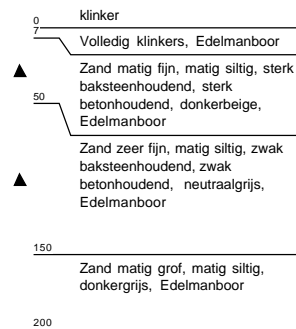 0
klinker
7
Volledig klinkers, Edelmanboor
Zand matig fijn, matig siltig, sterk
baksteenhoudend, sterk
betonhoudend, donkerbeige,
Edelmanboor
50
Zand zeer fijn, matig siltig, zwak
baksteenhoudend, zwak
betonhoudend, neutraalgrijs,
Edelmanboor
150
Zand matig grof, matig siltig,
donkergrijs, Edelmanboor
200